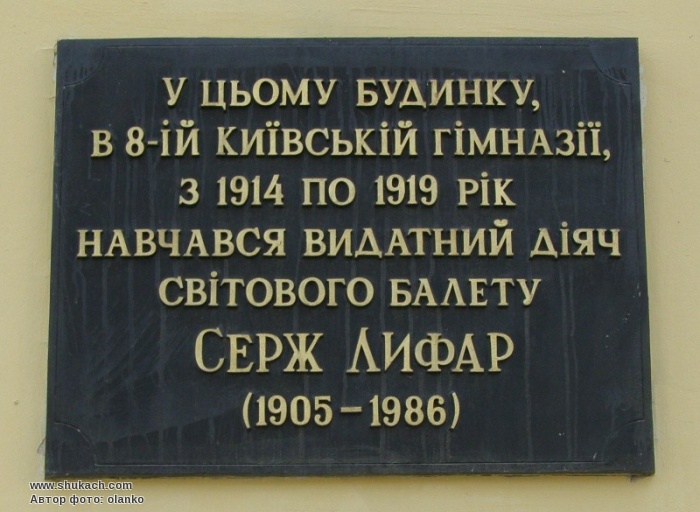 У ЦЬОМУ БУДИНКУ,
В 8-ІЙ КИЇВСЬКІЙ ГІМНАЗІЇ,
З 1914 ПО 1919 РІК
НАВЧАВСЯ ВИДАТНИЙ ДІЯЧ
СВІТОВОГО БАЛЕТУ
СЕРЖ ЛИФАР
(1905 – 1986)
www.shukach.com
Автор фото: olanko